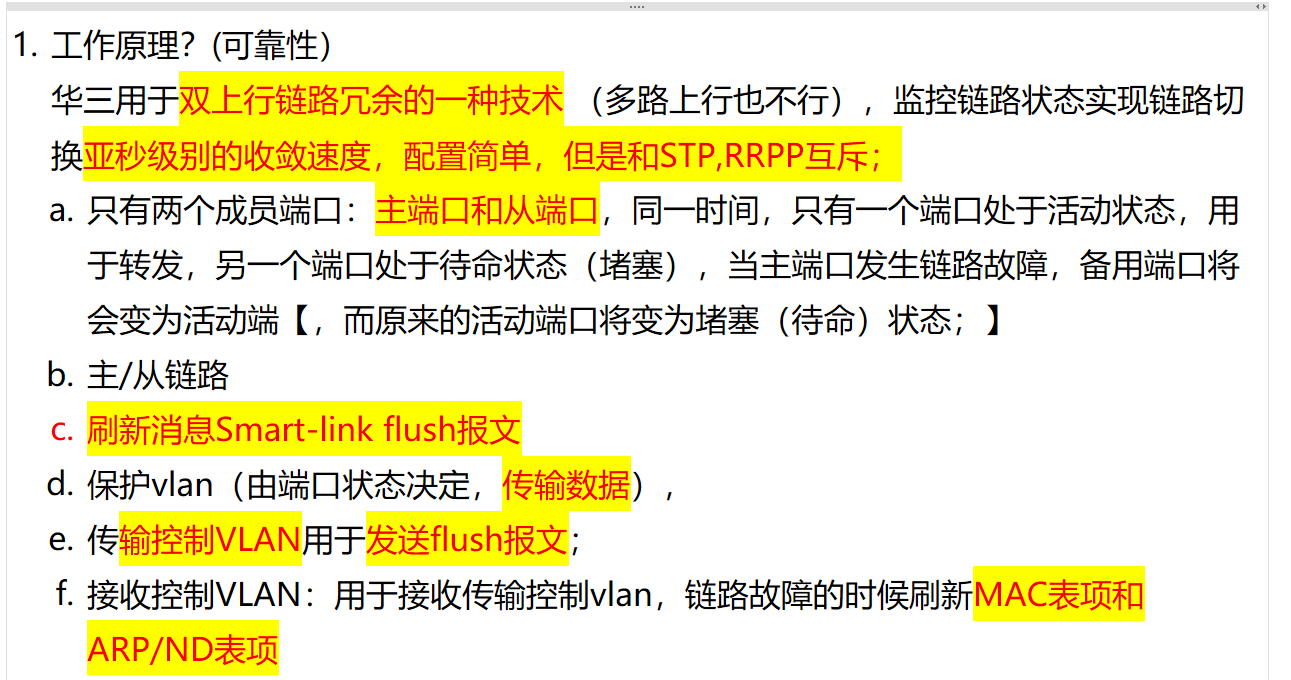 1. 工作原理？(可靠性）
华三用于双上行链路冗余的一种技术 （多路上行也不行），监控链路状态实现链路切
换亚秒级别的收敛速度，配置简单，但是和STP,RRPP互斥；
a. 只有两个成员端口：主端口和从端口，同一时间，只有一个端口处于活动状态，用
于转发，另一个端口处于待命状态（堵塞），当主端口发生链路故障，备用端口将
会变为活动端【，而原来的活动端口将变为堵塞（待命）状态；】
b. 主/从链路
c. 刷新消息Smart-link flush报文
d. 保护vlan（由端口状态决定，传输数据），
e. 传输控制VLAN用于发送flush报文；
f. 接收控制VLAN：用于接收传输控制vlan，链路故障的时候刷新MAC表项和
ARP/ND表项